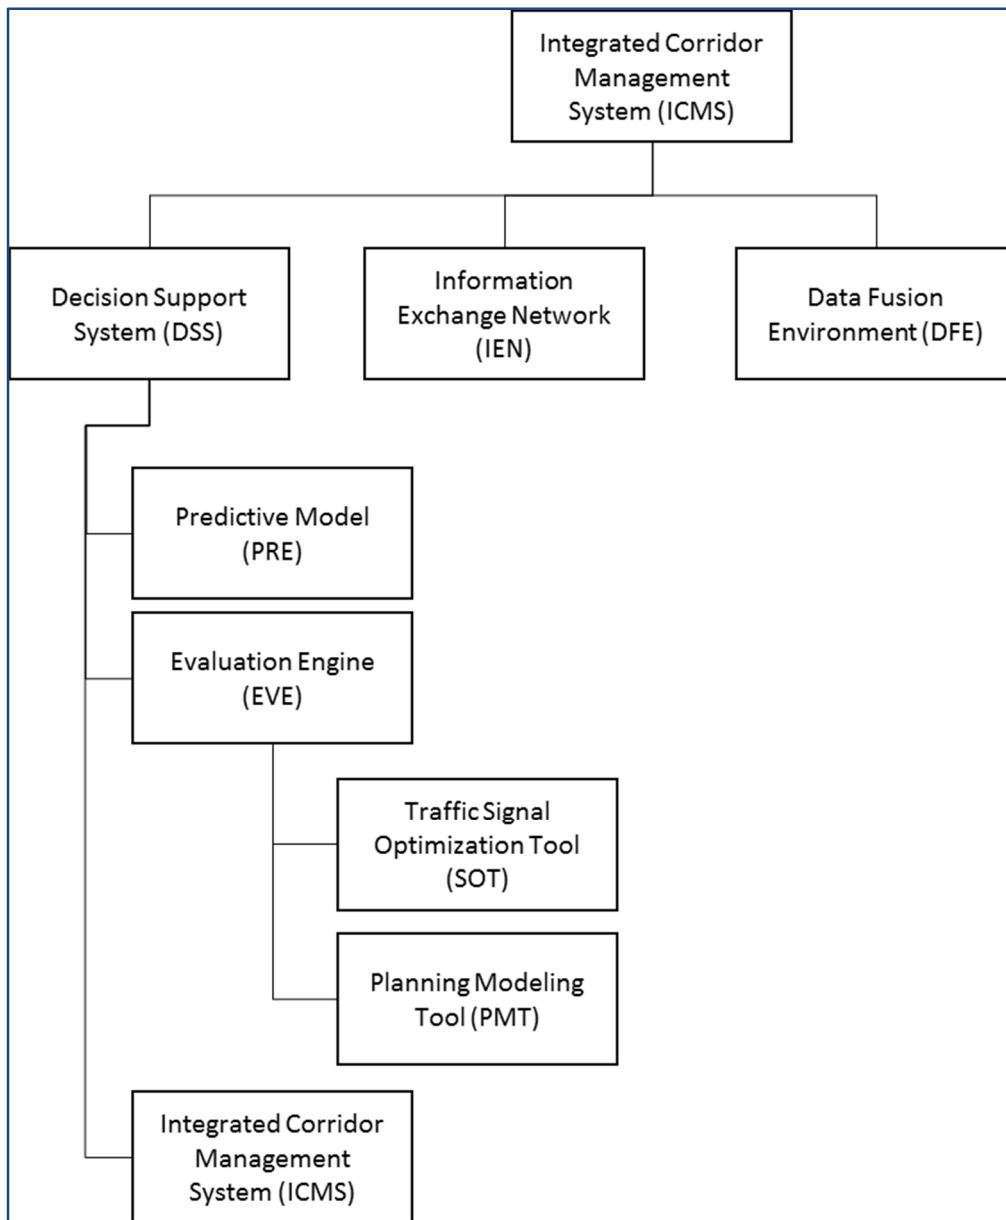 Integrated Corridor
Management
System (ICMS)
Decision Support
System (DSS)
Information
Exchange Network
(IEN)
Data Fusion
Environment (DFE)
Predictive Model
(PRE)
Evaluation Engine
(EVE)
Traffic Signal
Optimization Tool
(SOT)
Planning Modeling
Tool (PMT)
Integrated Corridor
Management
System (ICMS)